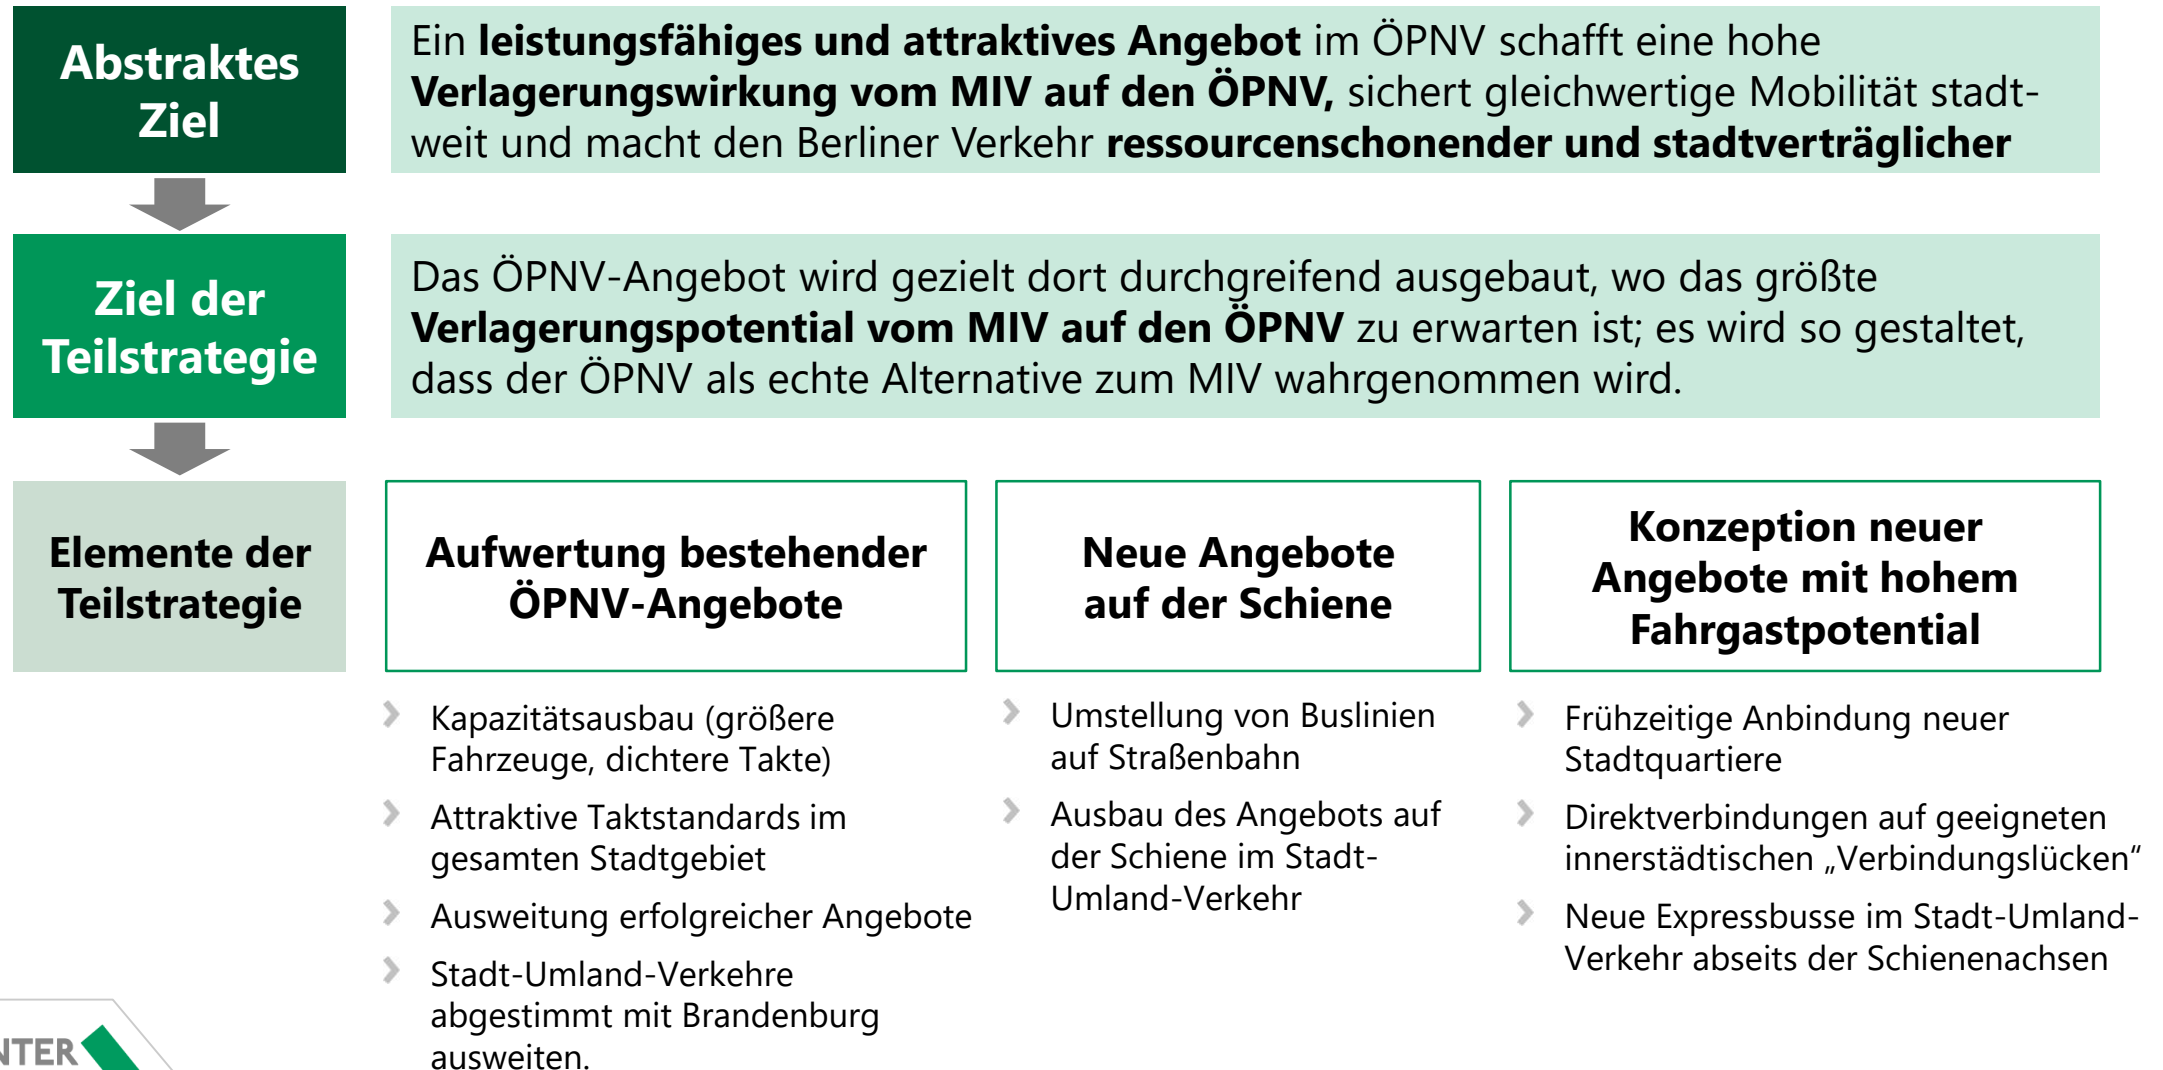 Abstraktes
Ziel
Ein leistungsfähiges und attraktives Angebot im ÖPNV schafft eine hohe
Verlagerungswirkung vom MIV auf den ÖPNV, sichert gleichwertige Mobilität stadt-
weit und macht den Berliner Verkehr ressourcenschonender und stadtverträglicher
Ziel der
Teilstrategie
Das ÖPNV-Angebot wird gezielt dort durchgreifend ausgebaut, wo das größte
Verlagerungspotential vom MIV auf den ÖPNV zu erwarten ist; es wird so gestaltet,
dass der ÖPNV als echte Alternative zum MIV wahrgenommen wird.
Elemente der
Teilstrategie
Aufwertung bestehender
ÖPNV-Angebote
Kapazitätsausbau (größere
Fahrzeuge, dichtere Takte)
Attraktive Taktstandards im
gesamten Stadtgebiet
Ausweitung erfolgreicher Angebote
Stadt-Umland-Verkehre
abgestimmt mit Brandenburg
ausweiten.
Neue Angebote
auf der Schiene
Umstellung von Buslinien
auf Straßenbahn
Ausbau des Angebots auf
der Schiene im Stadt-
Umland-Verkehr
Konzeption neuer
Angebote mit hohem
Fahrgastpotential
Frühzeitige Anbindung neuer
Stadtquartiere
Direktverbindungen auf geeigneten
innerstädtischen „Verbindungslücken“
Neue Expressbusse im Stadt-Umland-
Verkehr abseits der Schienenachsen
NTER